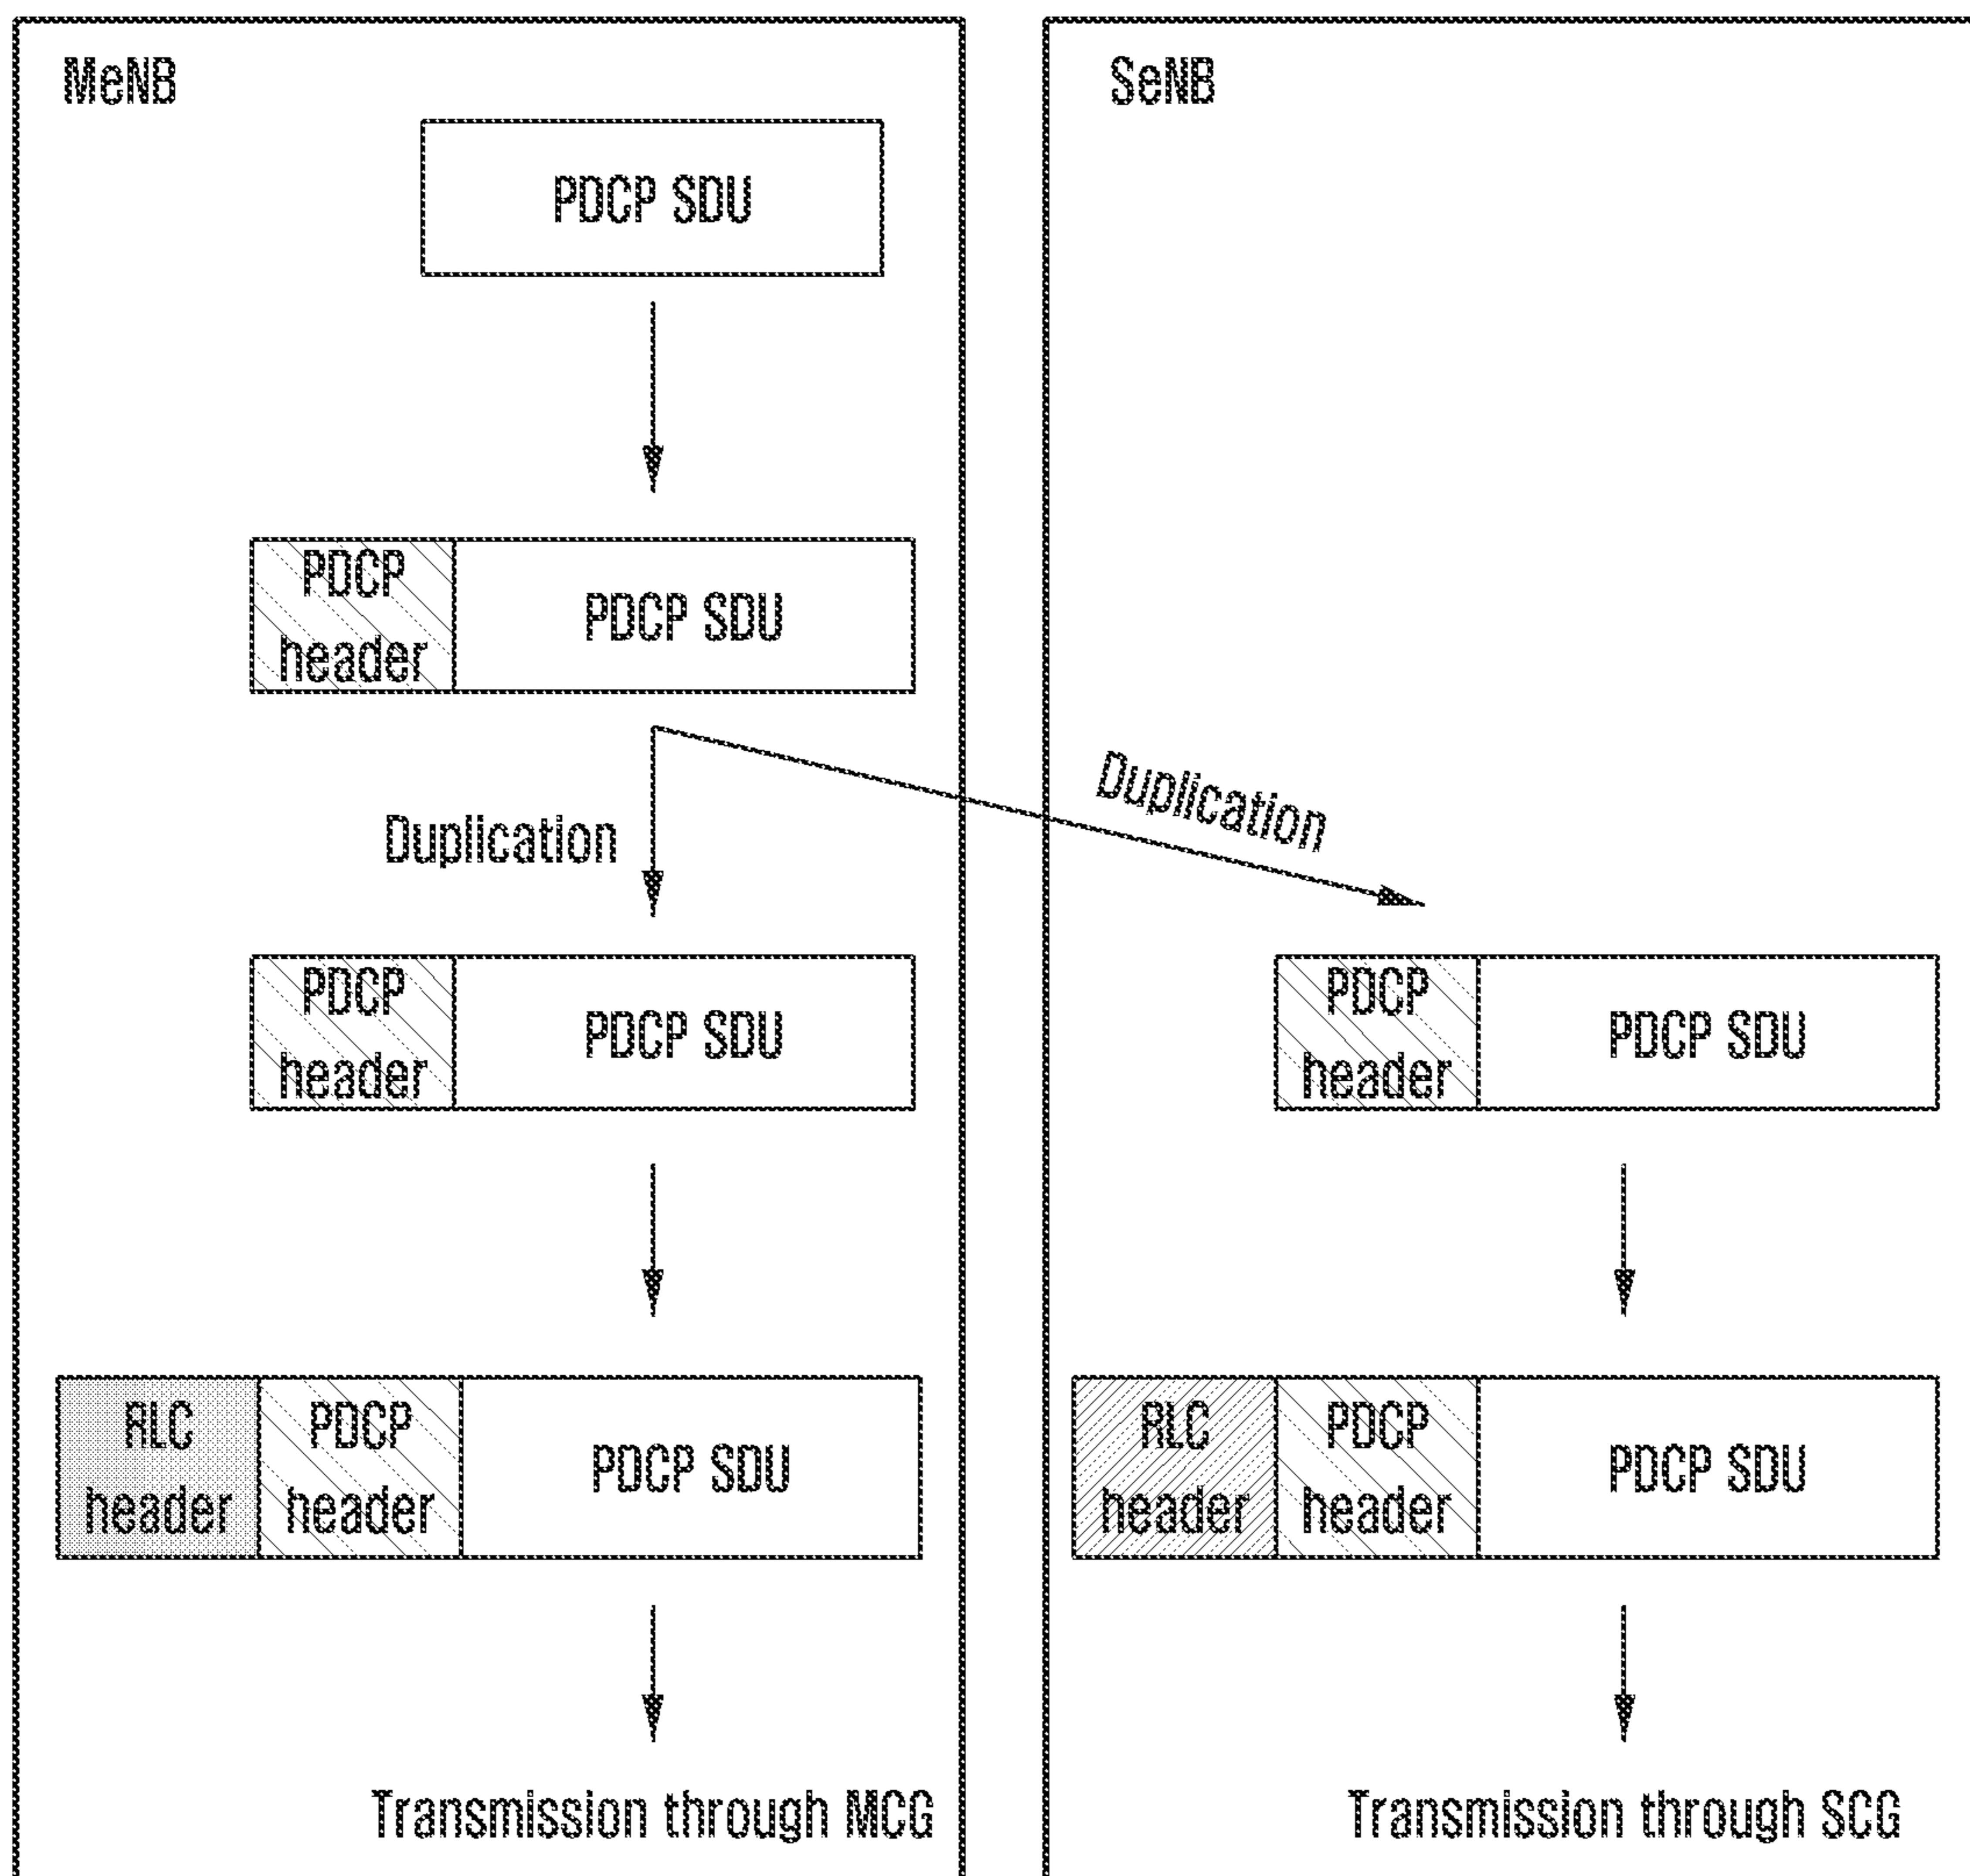 MeNB
PDCP SDU
PDCP
header
PDCP SDU
Duplication
PDCP
header
PDCP SDU
RLC
header
PDCP
header
PDCP SDU
Transmission through MCG
SeNB
Duplication
PDCP
header
PDCP SDU
RLC
header
PDCP
header
PDCP SDU
Transmission through SCG